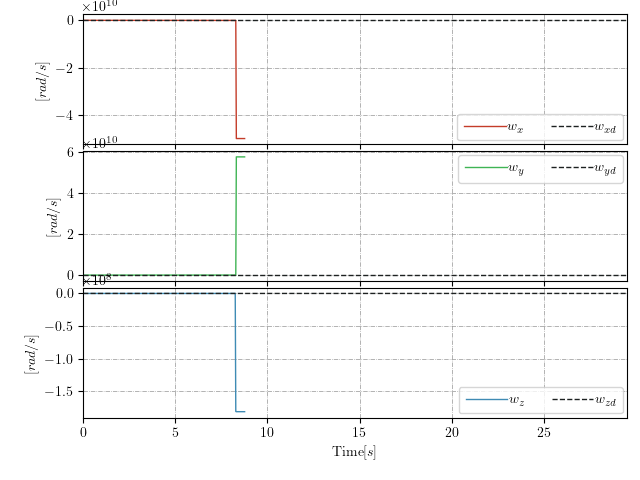 ×10^10
0
−2
−4
[rad/s]
w_x w_xd
×10^10
6
4
2
0
[rad/s]
w_y w_yd
×10^8
0.0
−0.5
−1.0
−1.5
[rad/s]
w_z w_zd
0 5 10 15 20 25
Time[s]